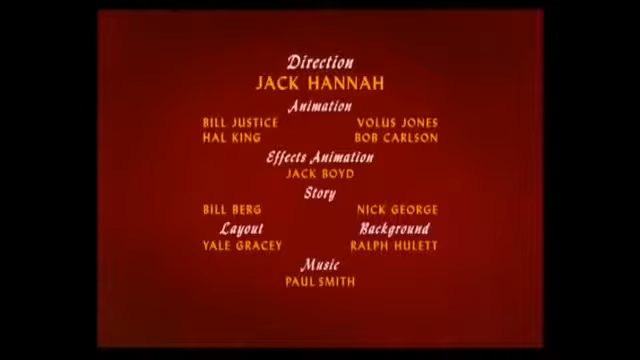 Direction
JACK HANNAH
Animation
BILL JUSTICE VOLUS JONES
HAL KING BOB CARLSON
Effects Animation
JACK BOYD
Story
BILL BERG NICK GEORGE
Layout Background
YALE GRACEY RALPH HULETT
Music
PAUL SMITH